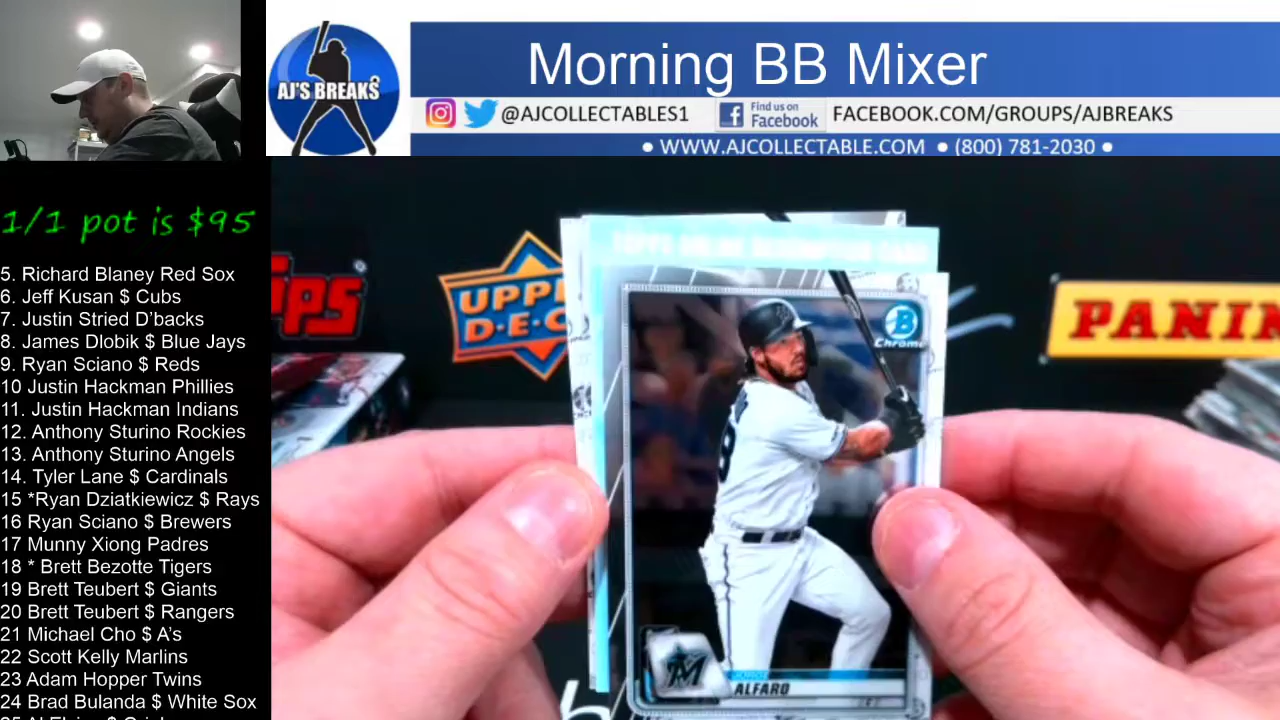 Morning BB Mixer
AJ'S BREAKS
@AJCOLLECTABLES1
Find us on
Facebook
FACEBOOK.COM/GROUPS/AJBREAKS
• WWW.AJCOLLECTABLE.COM • (800) 781-2030 •
1/1 pot is $95
5. Richard Blaney Red Sox
6. Jeff Kusan $ Cubs
7. Justin Stried D'backs
8. James Dlobik $ Blue Jays
9. Ryan Sciano $ Reds
10 Justin Hackman Phillies
11. Justin Hackman Indians
12. Anthony Sturino Rockies
13. Anthony Sturino Angels
14. Tyler Lane $ Cardinals
15 *Ryan Dziatkiewicz $ Rays
16 Ryan Sciano $ Brewers
17 Munny Xiong Padres
18 * Brett Bezotte Tigers
19 Brett Teubert $ Giants
20 Brett Teubert $ Rangers
21 Michael Cho $ A's
22 Scott Kelly Marlins
23 Adam Hopper Twins
24 Brad Bulanda $ White Sox
B
Chrome
JORGE
ALFARO